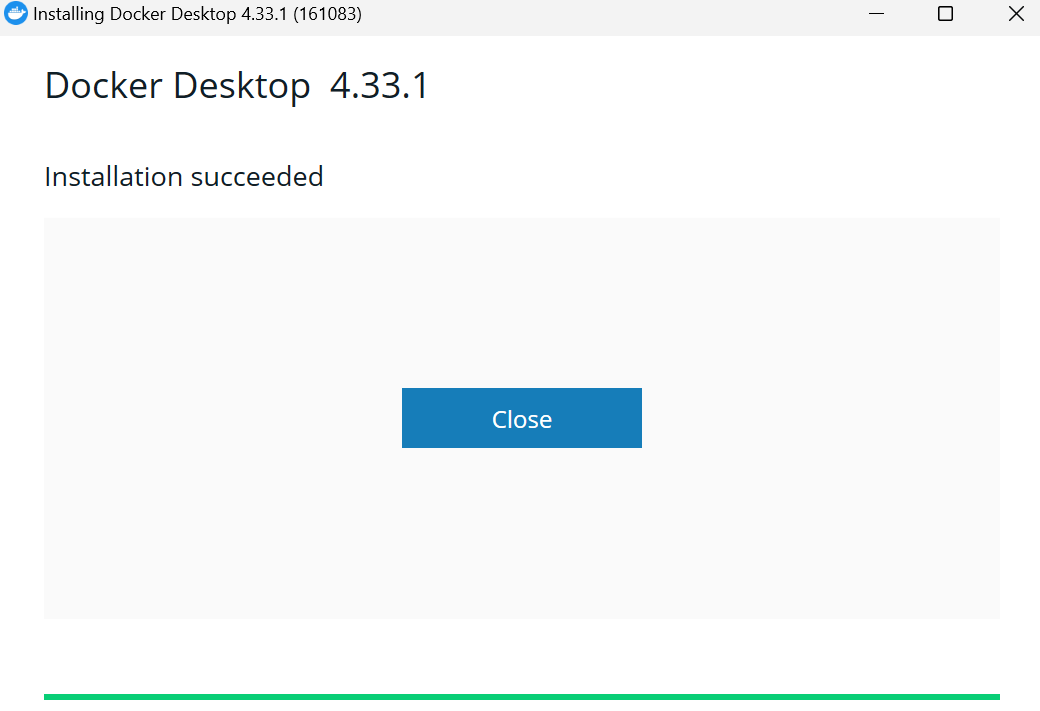 Installing Docker Desktop 4.33.1 (161083)
Docker Desktop 4.33.1
Installation succeeded
Close